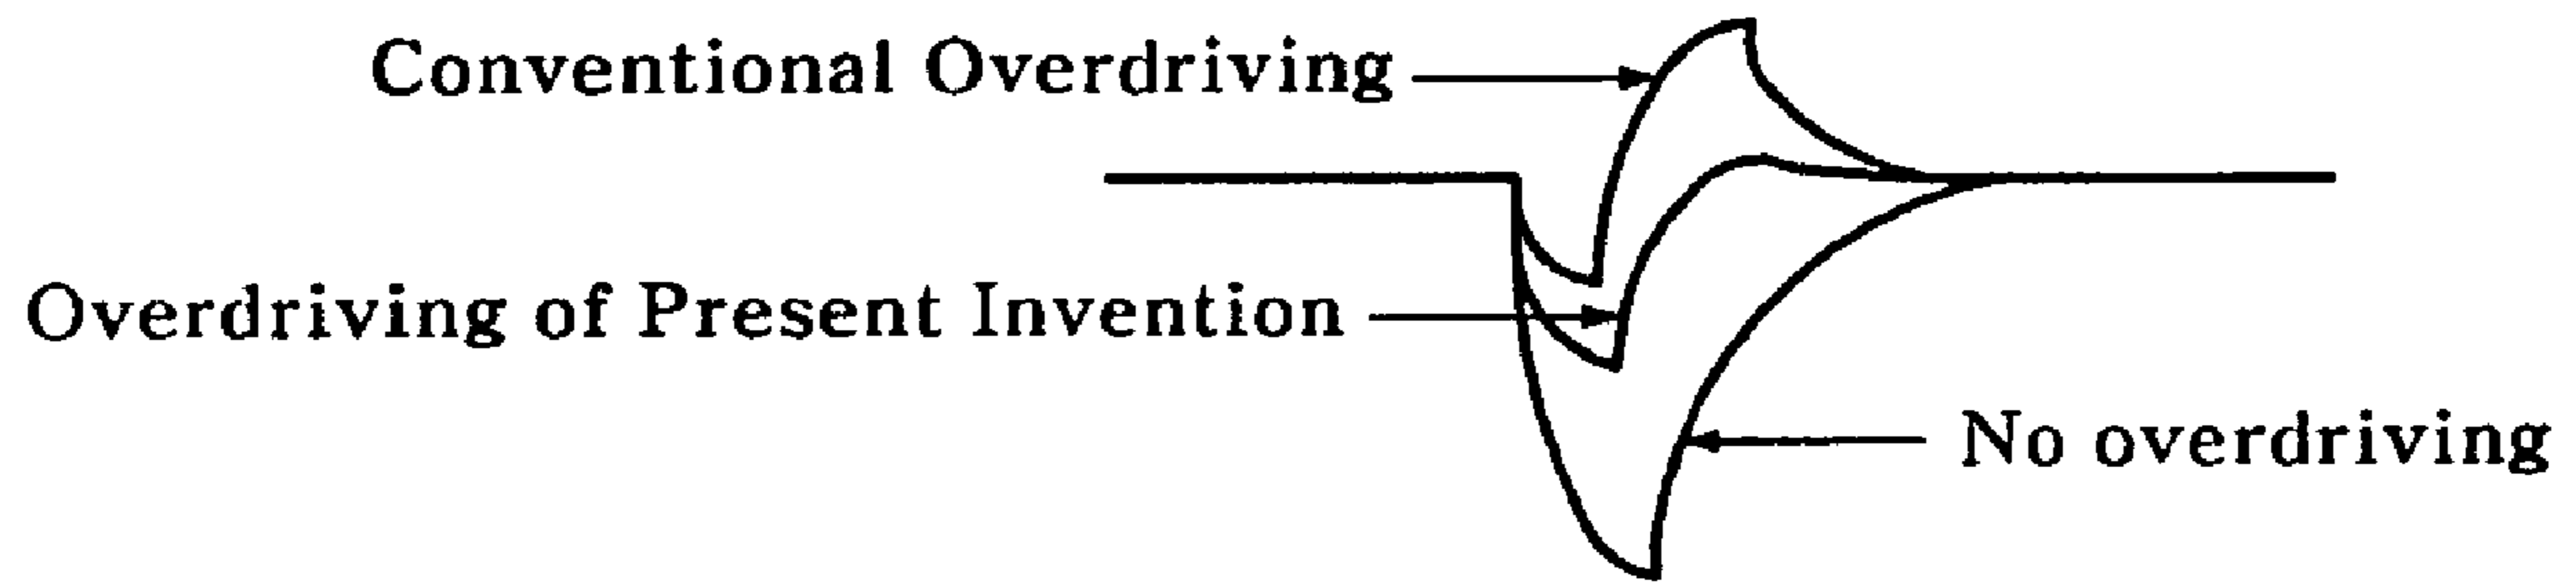 Conventional Overdriving
Overdriving of Present Invention
No overdriving